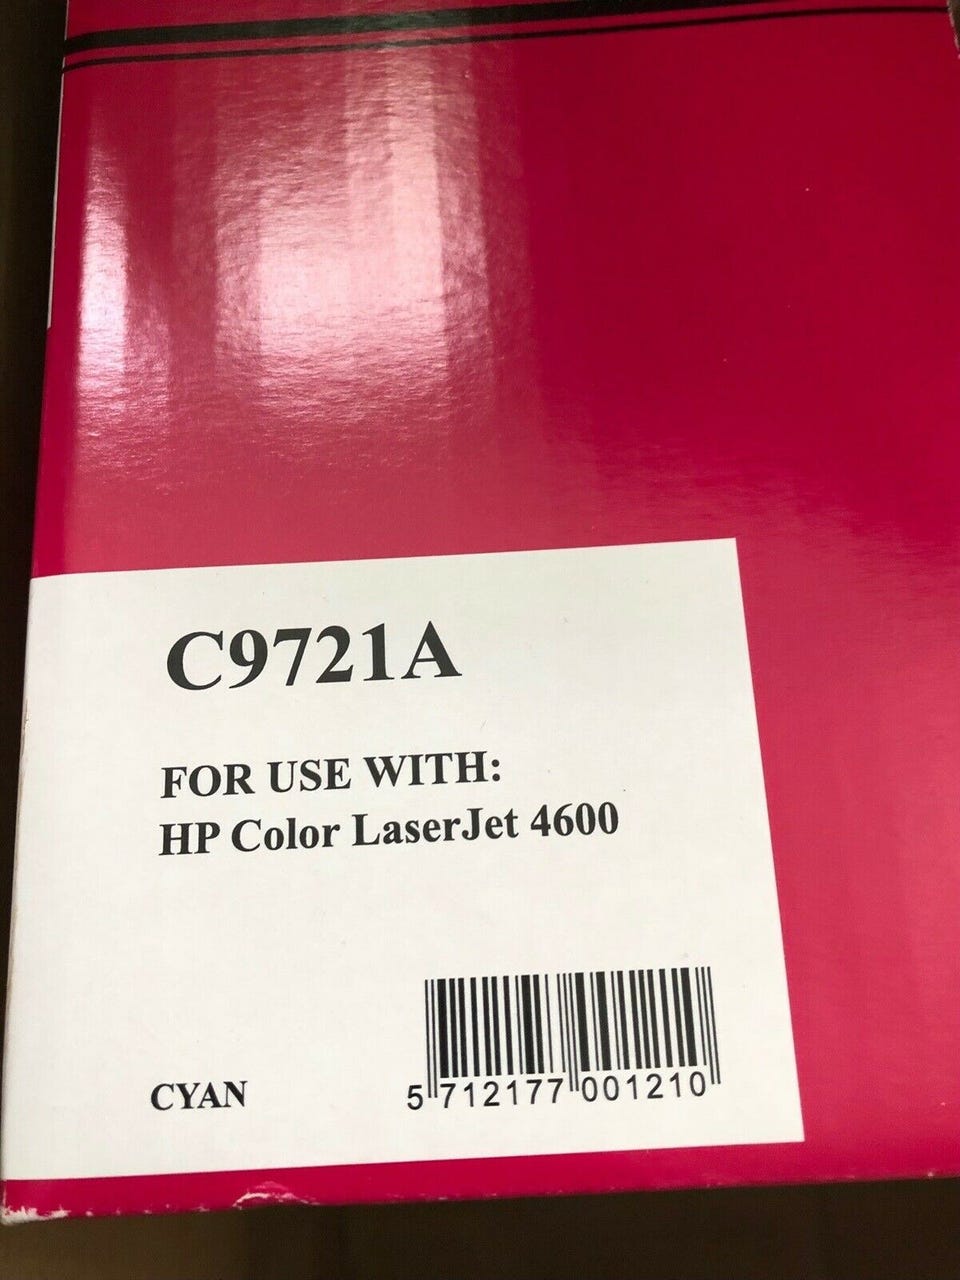 C9721A
FOR USE WITH:
HP Color LaserJet 4600
CYAN
5 712177 001210